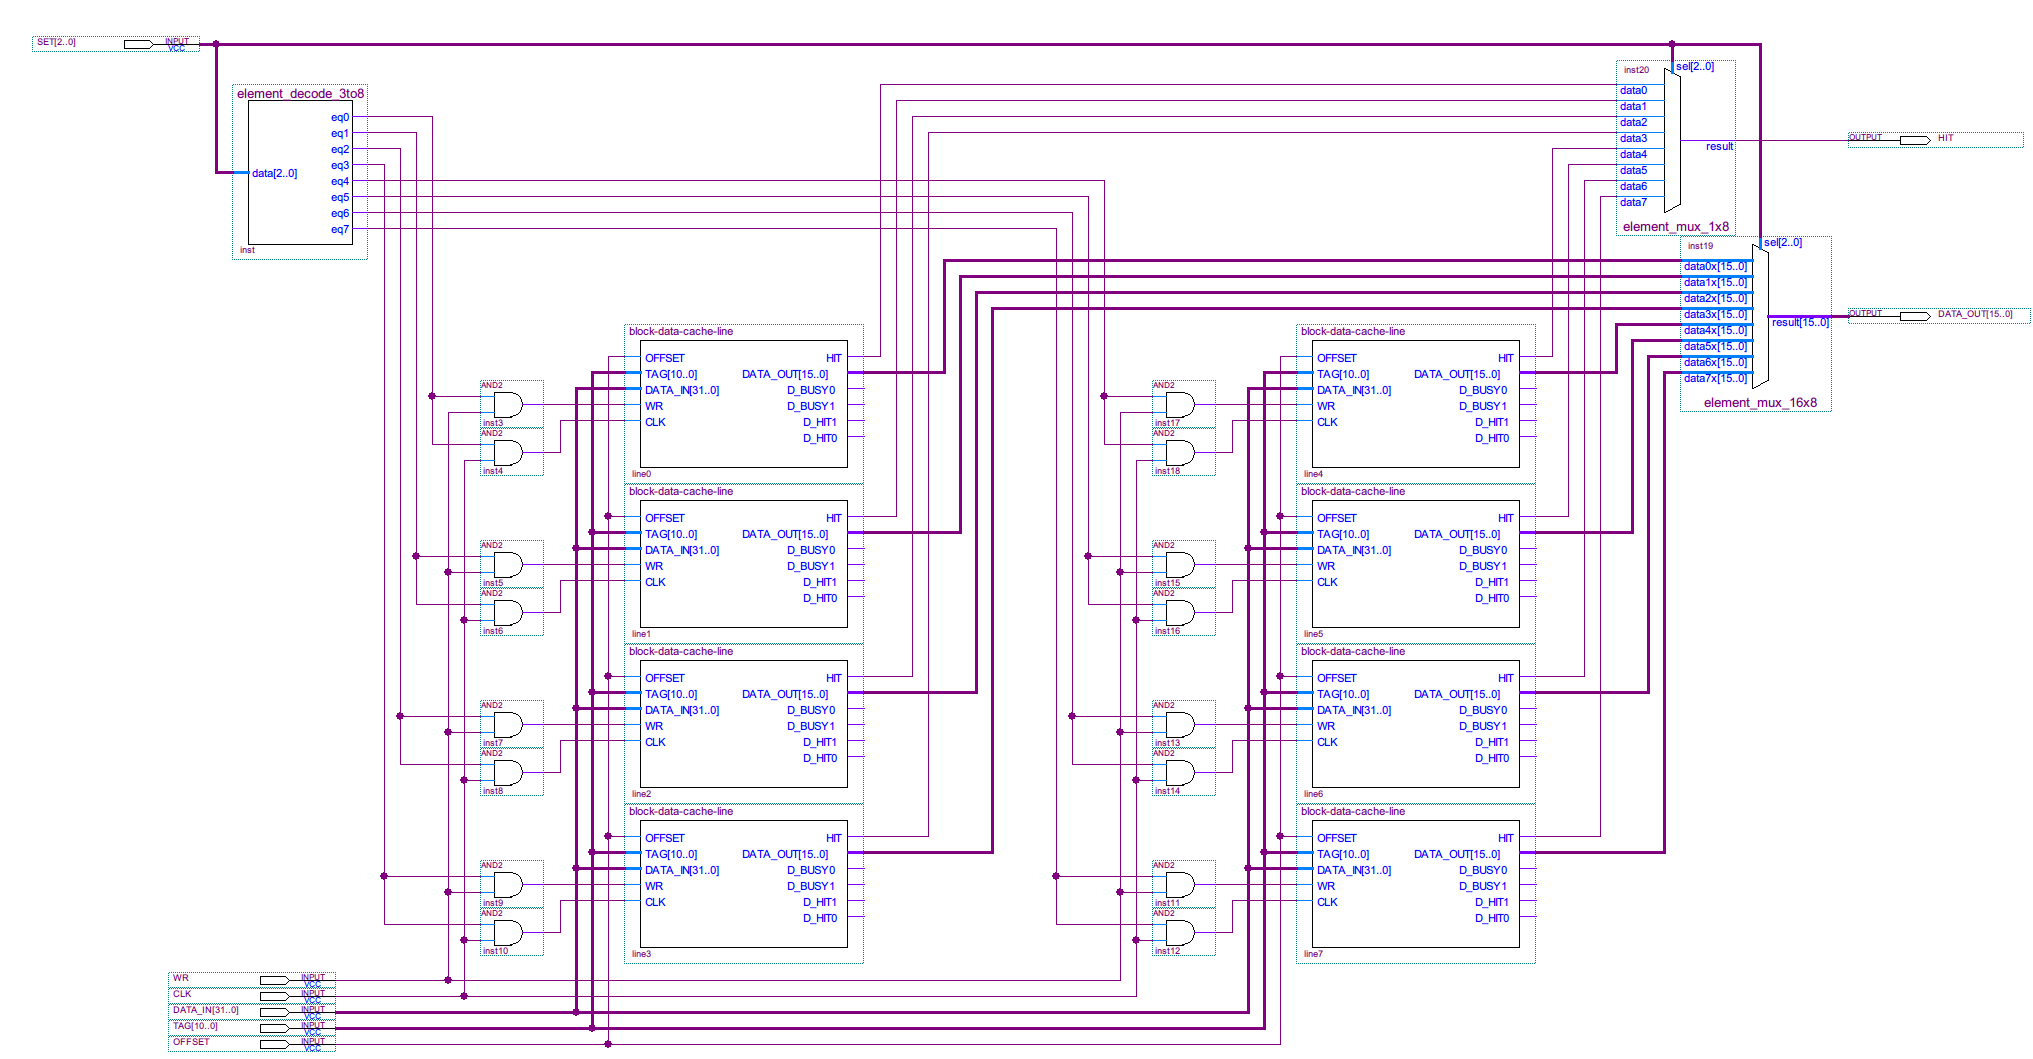 SET[2..0]
INPUT
VCC
element_decode_3to8
data[2..0]
eq0
eq1
eq2
eq3
eq4
eq5
eq6
eq7
inst
inst20
sel[2..0]
data0
data1
data2
data3
data4
data5
data6
data7
result
element_mux_1x8
OUTPUT
HIT
inst19
sel[2..0]
data0x[15..0]
data1x[15..0]
data2x[15..0]
data3x[15..0]
data4x[15..0]
data5x[15..0]
data6x[15..0]
data7x[15..0]
result[15..0]
element_mux_16x8
OUTPUT
DATA_OUT[15..0]
AND2
inst3
AND2
inst4
block-data-cache-line
OFFSET
TAG[10..0]
DATA_IN[31..0]
WR
CLK
HIT
DATA_OUT[15..0]
D_BUSY0
D_BUSY1
D_HIT1
D_HIT0
line0
AND2
inst5
AND2
inst6
block-data-cache-line
OFFSET
TAG[10..0]
DATA_IN[31..0]
WR
CLK
HIT
DATA_OUT[15..0]
D_BUSY0
D_BUSY1
D_HIT1
D_HIT0
line1
AND2
inst7
AND2
inst8
block-data-cache-line
OFFSET
TAG[10..0]
DATA_IN[31..0]
WR
CLK
HIT
DATA_OUT[15..0]
D_BUSY0
D_BUSY1
D_HIT1
D_HIT0
line2
AND2
inst9
AND2
inst10
block-data-cache-line
OFFSET
TAG[10..0]
DATA_IN[31..0]
WR
CLK
HIT
DATA_OUT[15..0]
D_BUSY0
D_BUSY1
D_HIT1
D_HIT0
line3
AND2
inst17
AND2
inst18
block-data-cache-line
OFFSET
TAG[10..0]
DATA_IN[31..0]
WR
CLK
HIT
DATA_OUT[15..0]
D_BUSY0
D_BUSY1
D_HIT1
D_HIT0
line4
AND2
inst15
AND2
inst16
block-data-cache-line
OFFSET
TAG[10..0]
DATA_IN[31..0]
WR
CLK
HIT
DATA_OUT[15..0]
D_BUSY0
D_BUSY1
D_HIT1
D_HIT0
line5
AND2
inst13
AND2
inst14
block-data-cache-line
OFFSET
TAG[10..0]
DATA_IN[31..0]
WR
CLK
HIT
DATA_OUT[15..0]
D_BUSY0
D_BUSY1
D_HIT1
D_HIT0
line6
AND2
inst11
AND2
inst12
block-data-cache-line
OFFSET
TAG[10..0]
DATA_IN[31..0]
WR
CLK
HIT
DATA_OUT[15..0]
D_BUSY0
D_BUSY1
D_HIT1
D_HIT0
line7
WR
INPUT
VCC
CLK
INPUT
VCC
DATA_IN[31..0]
INPUT
VCC
TAG[10..0]
INPUT
VCC
OFFSET
INPUT
VCC